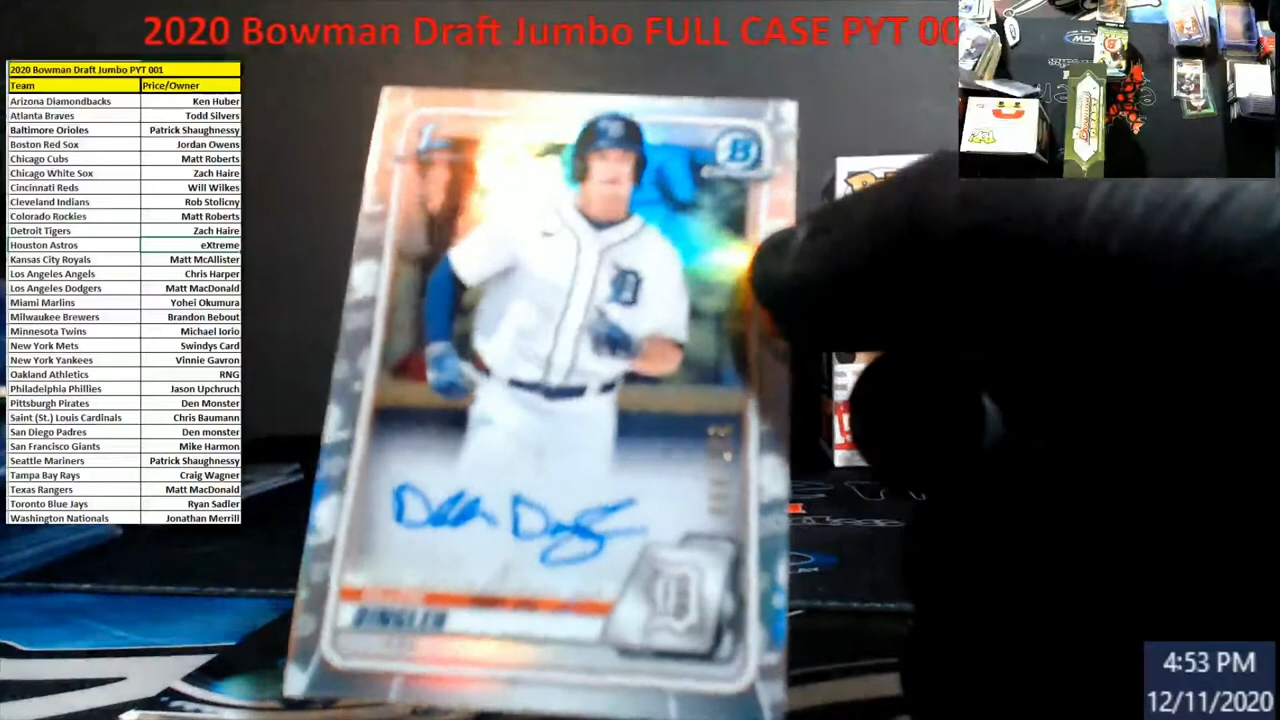 2020 Bowman Draft Jumbo FULL CASE PYT 00
2020 Bowman Draft Jumbo PYT 001
Team Price/Owner
Arizona Diamondbacks Ken Huber
Atlanta Braves Todd Silvers
Baltimore Orioles Patrick Shaughnessy
Boston Red Sox Jordan Owens
Chicago Cubs Matt Roberts
Chicago White Sox Zach Haire
Cincinnati Reds Will Wilkes
Cleveland Indians Rob Stolicny
Colorado Rockies Matt Roberts
Detroit Tigers Zach Haire
Houston Astros eXtreme
Kansas City Royals Matt McAllister
Los Angeles Angels Chris Harper
Los Angeles Dodgers Matt MacDonald
Miami Marlins Yohei Okumura
Milwaukee Brewers Brandon Bebout
Minnesota Twins Michael Iorio
New York Mets Swindys Card
New York Yankees Vinnie Gavron
Oakland Athletics RNG
Philadelphia Phillies Jason Upchruch
Pittsburgh Pirates Den Monster
Saint (St.) Louis Cardinals Chris Baumann
San Diego Padres Den monster
San Francisco Giants Mike Harmon
Seattle Mariners Patrick Shaughnessy
Tampa Bay Rays Craig Wagner
Texas Rangers Matt MacDonald
Toronto Blue Jays Ryan Sadler
Washington Nationals Jonathan Merrill
B
D
DINGLER
4:53 PM
12/11/2020